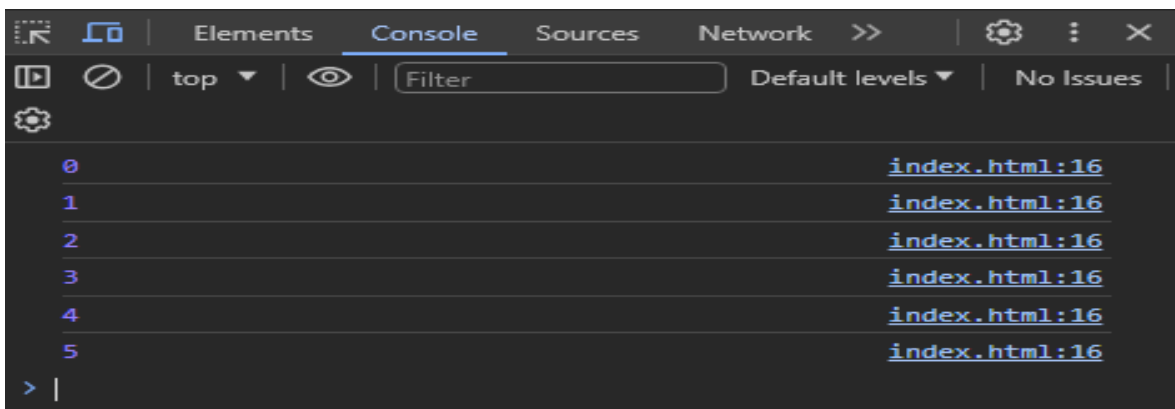 Elements Console Sources Network >>
top Filter Default levels No Issues
0 index.html:16
1 index.html:16
2 index.html:16
3 index.html:16
4 index.html:16
5 index.html:16
>